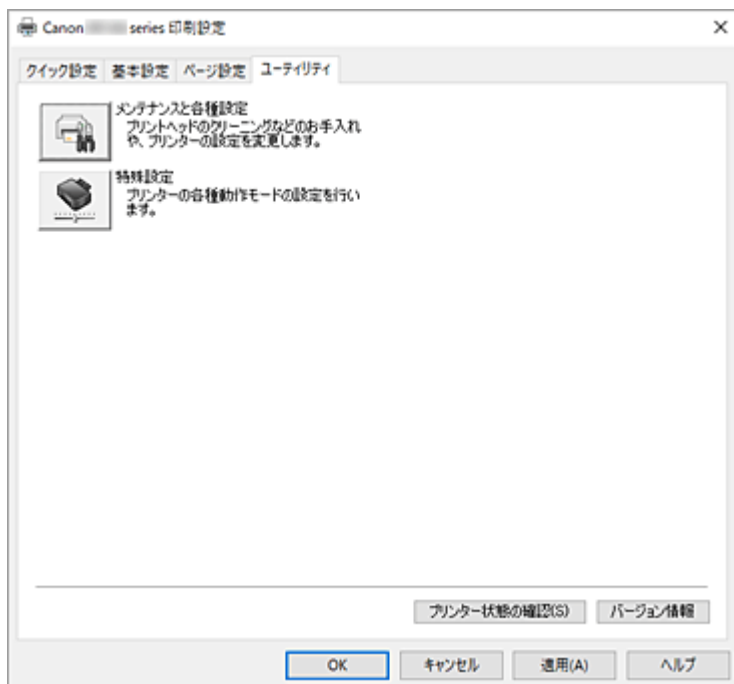 Canon series 印刷設定
クイック設定 基本設定 ページ設定 ユーティリティ
メンテナンスと各種設定
プリントヘッドのクリーニングなどのお手入れ
や、プリンターの設定を変更します。
特殊設定
プリンターの各種動作モードの設定を行い
ます。
プリンター状態の確認(S) バージョン情報
OK キャンセル 適用(A) ヘルプ